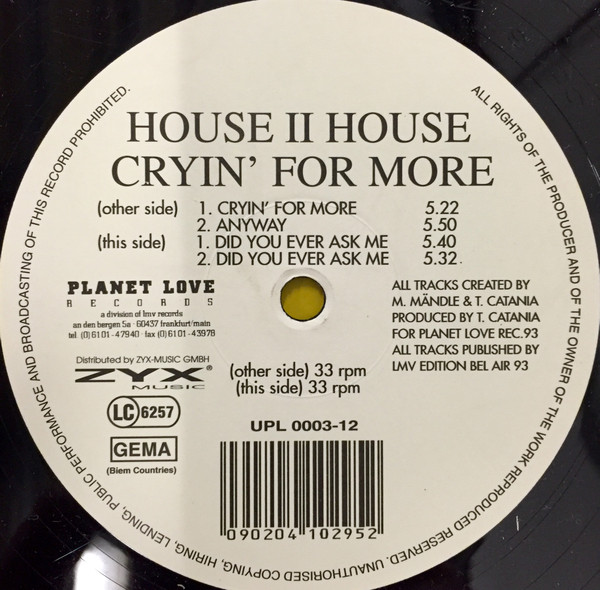 HOUSE II HOUSE
CRYIN' FOR MORE
(other side) 1. CRYIN' FOR MORE 5.22
2. ANYWAY 5.50
(this side) 1. DID YOU EVER ASK ME 5.40
2. DID YOU EVER ASK ME 5.32
PLANET LOVE
RECORDS
a division of lmv records
an den bergen 5a · 60437 frankfurt/main
tel (0)6101-47940 · fax (0)6101-43978
Distributed by ZYX-MUSIC GMBH
ZYX®
MUSIC
LC 6257
GEMA
(Biem Countries)
ALL TRACKS CREATED BY
M. MÄNDLE & T. CATANIA
PRODUCED BY T. CATANIA
FOR PLANET LOVE REC.93
ALL TRACKS PUBLISHED BY
LMV EDITION BEL AIR 93
(other side) 33 rpm
(this side) 33 rpm
UPL 0003-12
090204 102952
ALL RIGHTS OF THE PRODUCER AND OF THE OWNER OF THE WORK REPRODUCED RESERVED. UNAUTHORISED COPYING, HIRING, LENDING, PUBLIC PERFORMANCE AND BROADCASTING OF THIS RECORD PROHIBITED.